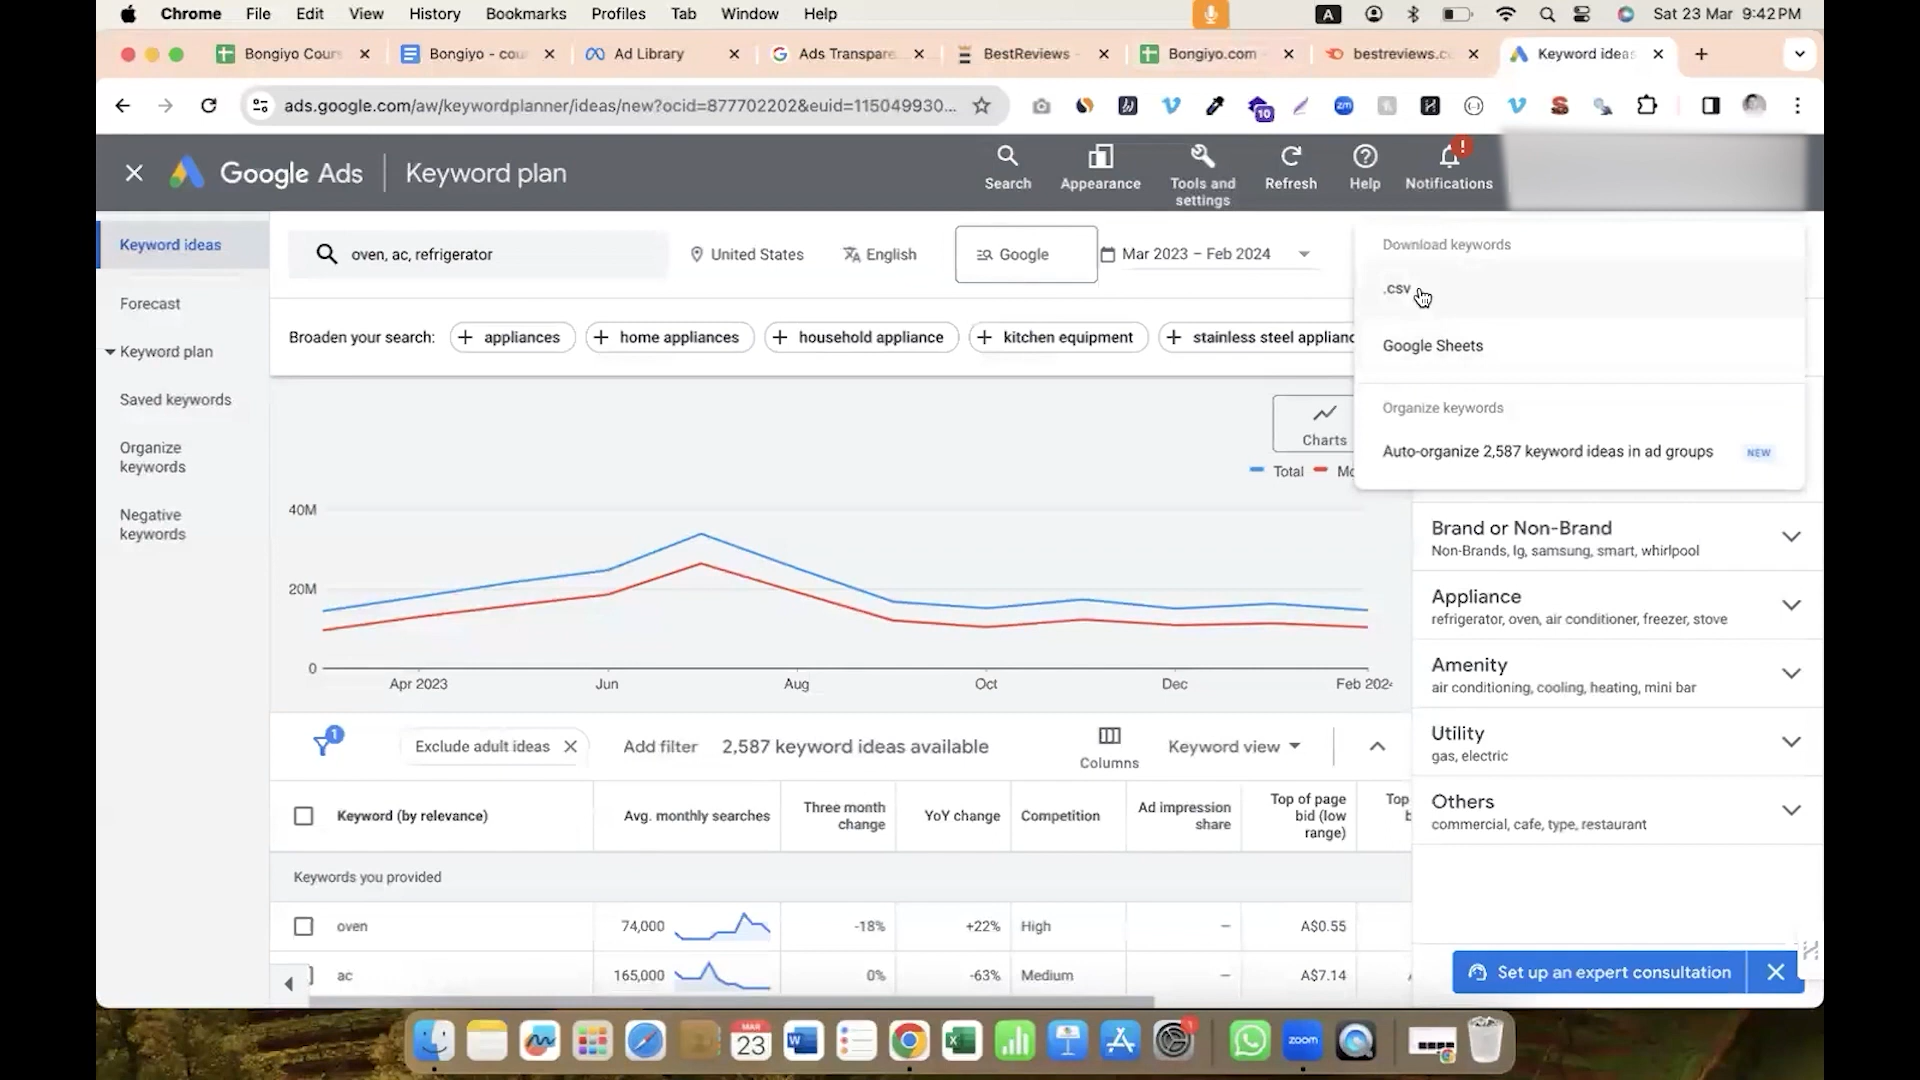 Chrome File Edit View History Bookmarks Profiles Tab Window Help A Sat 23 Mar 9:42 PM
Bongiyo Cours Bongiyo - cou Ad Library Ads Transpare BestReviews - Bongiyo.com - bestreviews.c Keyword idea
ads.google.com/aw/keywordplanner/ideas/new?ocid=877702202&euid=115049930... 10 zm
Google Ads Keyword plan Search Appearance Tools and settings Refresh Help Notifications !
Keyword ideas
Forecast
Keyword plan
Saved keywords
Organize
keywords
Negative
keywords
oven, ac, refrigerator United States English Google Mar 2023 – Feb 2024
Broaden your search: appliances home appliances household appliance kitchen equipment stainless steel applianc
Download keywords
.csv
Google Sheets
Organize keywords
Auto-organize 2,587 keyword ideas in ad groups NEW
Charts
Total Mo
40M
20M
0
Apr 2023 Jun Aug Oct Dec Feb 202
Brand or Non-Brand
Non-Brands, lg, samsung, smart, whirlpool
Appliance
refrigerator, oven, air conditioner, freezer, stove
Amenity
air conditioning, cooling, heating, mini bar
Utility
gas, electric
Others
commercial, cafe, type, restaurant
1 Exclude adult ideas Add filter 2,587 keyword ideas available Columns Keyword view
Keyword (by relevance) Avg. monthly searches Three month change YoY change Competition Ad impression share Top of page bid (low range) Top b
Keywords you provided
oven 74,000 -18% +22% High – A$0.55
ac 165,000 0% -63% Medium – A$7.14
Set up an expert consultation
MAR
23
W
X
zoom
1